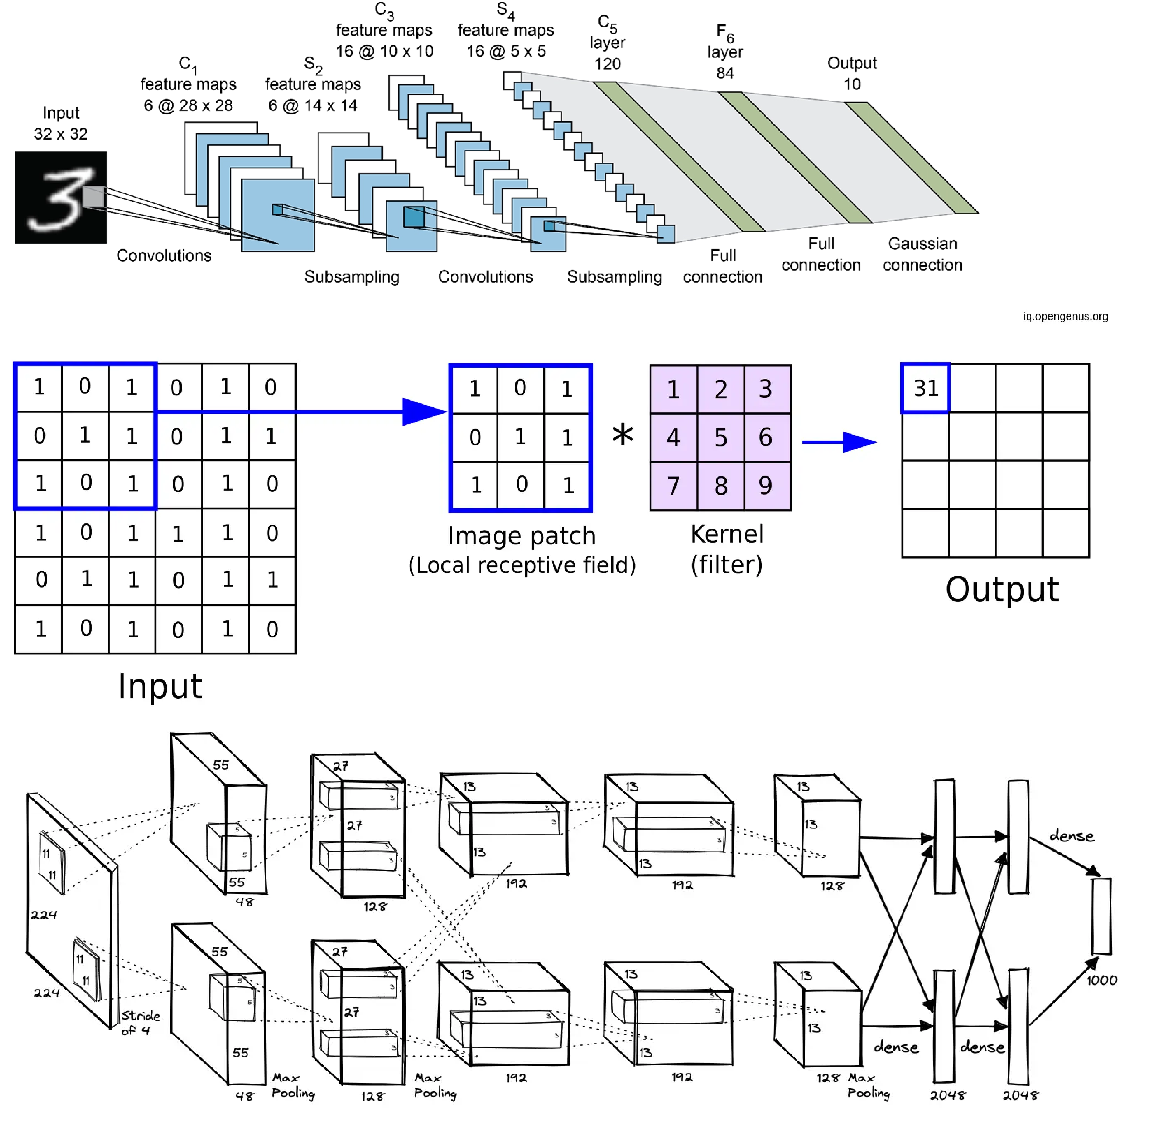 Input
32 x 32
C1
feature maps
6 @ 28 x 28
S2
feature maps
6 @ 14 x 14
C3
feature maps
16 @ 10 x 10
S4
feature maps
16 @ 5 x 5
C5
layer
120
F6
layer
84
Output
10
3
Convolutions
Subsampling
Convolutions
Subsampling
Full
connection
Full
connection
Gaussian
connection
iq.opengenus.org
1 0 1 0 1 0
0 1 1 0 1 1
1 0 1 0 1 0
1 0 1 1 1 0
0 1 1 0 1 1
1 0 1 0 1 0
Input
1 0 1
0 1 1
1 0 1
Image patch
(Local receptive field)
*
1 2 3
4 5 6
7 8 9
Kernel
(filter)
31
Output
11
11
224
11
11
224
Stride
of 4
55
55
48
27
27
128
13
13
192
13
13
192
13
13
128
55
55
48
Max
Pooling
27
27
128
Max
Pooling
13
13
192
13
13
192
13
13
128
Max
Pooling
dense
dense
dense
2048
2048
1000